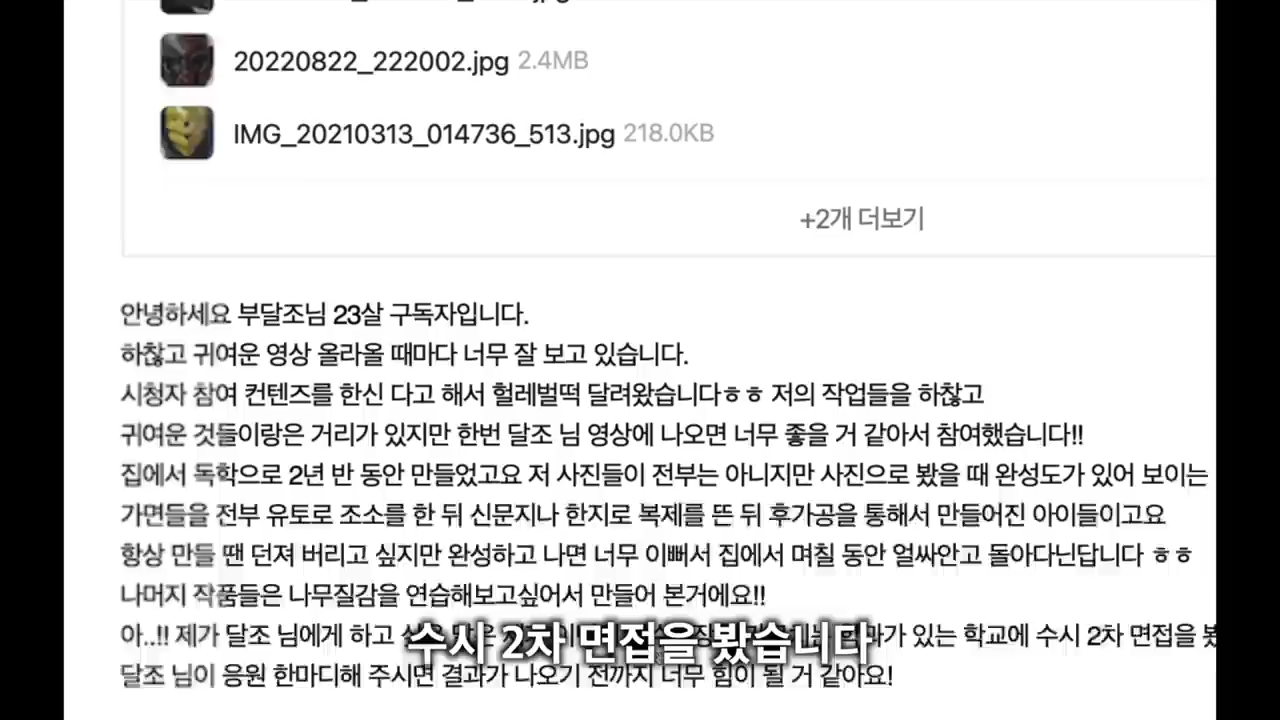 20220822_222002.jpg 2.4MB
IMG_20210313_014736_513.jpg 218.0KB
+2개 더보기
안녕하세요 부달조님 23살 구독자입니다.
하찮고 귀여운 영상 올라올 때마다 너무 잘 보고 있습니다.
시청자 참여 컨텐즈를 한신 다고 해서 헐레벌떡 달려왔습니다ㅎㅎ 저의 작업들을 하찮고
귀여운 것들이랑은 거리가 있지만 한번 달조 님 영상에 나오면 너무 좋을 거 같아서 참여했습니다!!
집에서 독학으로 2년 반 동안 만들었고요 저 사진들이 전부는 아니지만 사진으로 봤을 때 완성도가 있어 보이는
가면들을 전부 유토로 조소를 한 뒤 신문지나 한지로 복제를 뜬 뒤 후가공을 통해서 만들어진 아이들이고요
항상 만들 땐 던져 버리고 싶지만 완성하고 나면 너무 이뻐서 집에서 며칠 동안 얼싸안고 돌아다닌답니다 ㅎㅎ
나머지 작품들은 나무질감을 연습해보고싶어서 만들어 본거에요!!
아..!! 제가 달조 님에게 하고 있는 학교에 수시 2차 면접을
수시 2차 면접을 봤습니다
달조 님이 응원 한마디해 주시면 결과가 나오기 전까지 너무 힘이 될 거 같아요!